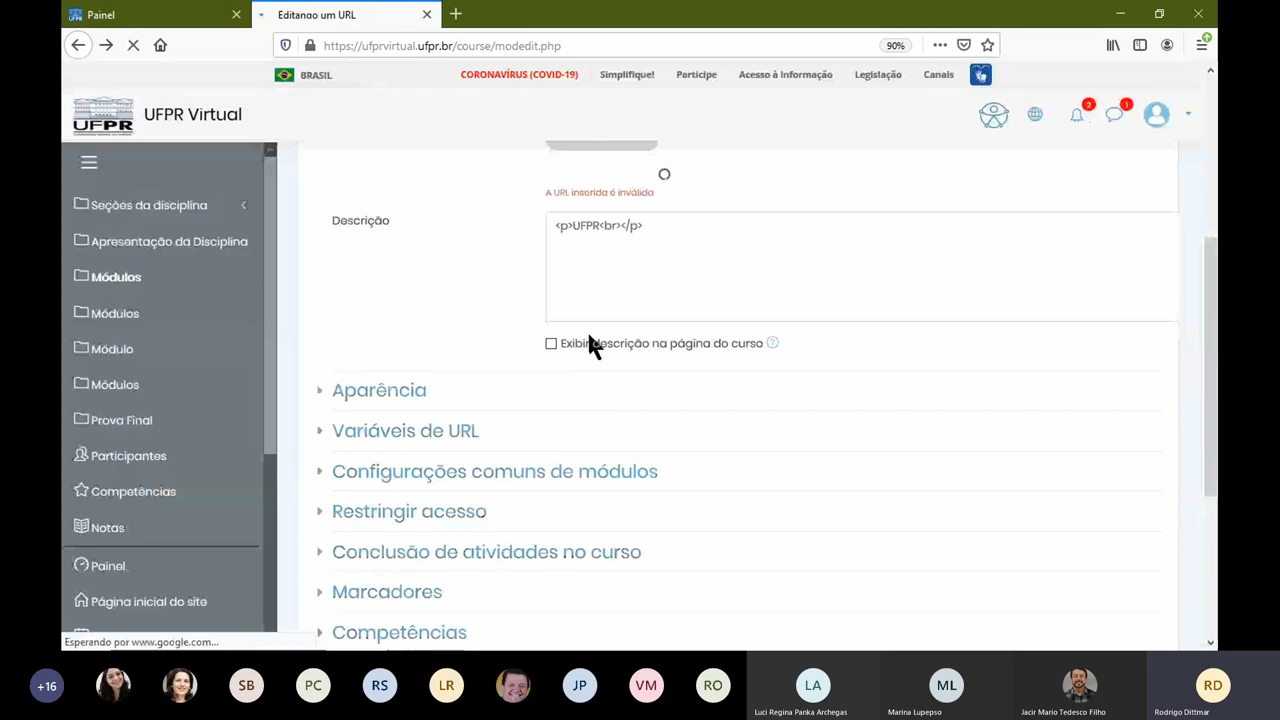 Painel
Editando um URL
https://ufprvirtual.ufpr.br/course/modedit.php
90%
BRASIL
CORONAVÍRUS (COVID-19)
Simplifique!
Participe
Acesso à Informação
Legislação
Canais
UFPR
UFPR Virtual
2
1
Seções da disciplina
Apresentação da Disciplina
Módulos
Módulos
Módulo
Módulos
Prova Final
Participantes
Competências
Notas
Painel
Página inicial do site
A URL inserida é inválida
Descrição
<p>UFPR<br></p>
Exibir descrição na página do curso
Aparência
Variáveis de URL
Configurações comuns de módulos
Restringir acesso
Conclusão de atividades no curso
Marcadores
Competências
Esperando por www.google.com...
+16
SB
PC
RS
LR
JP
VM
RO
LA
ML
RD
Luci Regina Panka Archegas
Marina Lupepso
Jacir Mario Tedesco Filho
Rodrigo Dittmar